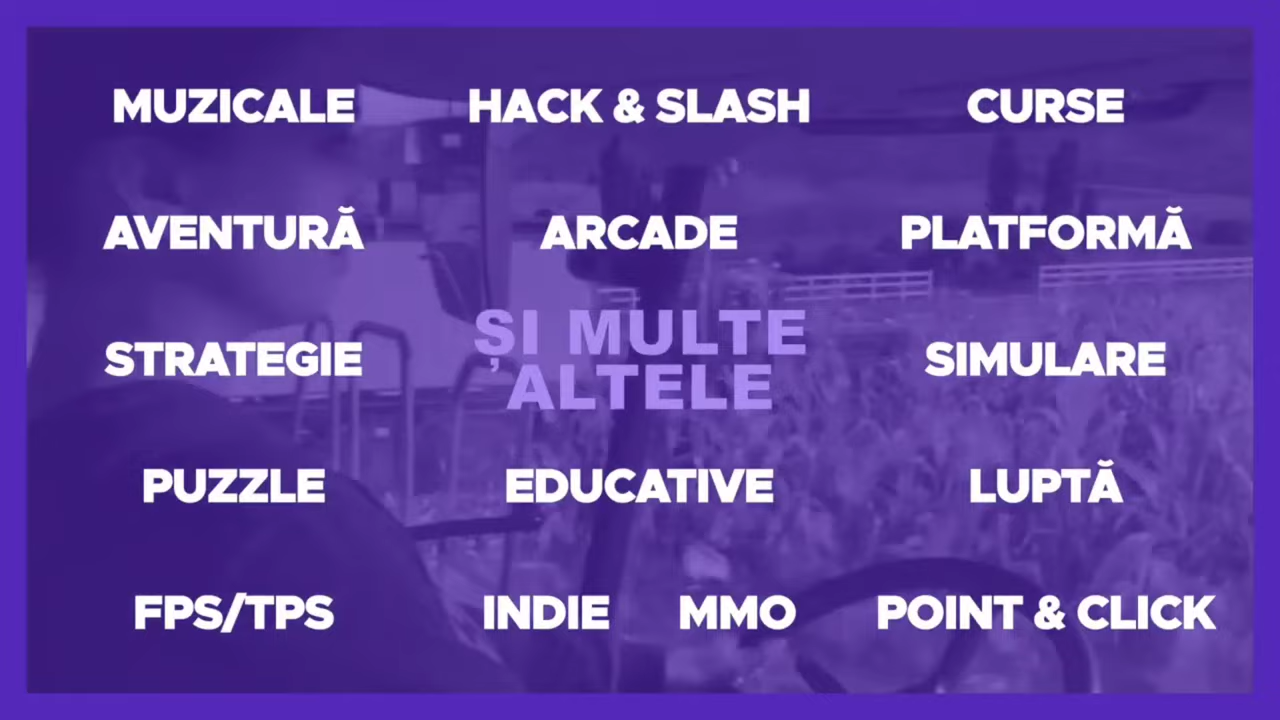 MUZICALE
HACK & SLASH
CURSE
AVENTURĂ
ARCADE
PLATFORMĂ
STRATEGIE
ȘI MULTE
ALTELE
SIMULARE
PUZZLE
EDUCATIVE
LUPTĂ
FPS/TPS
INDIE
MMO
POINT & CLICK